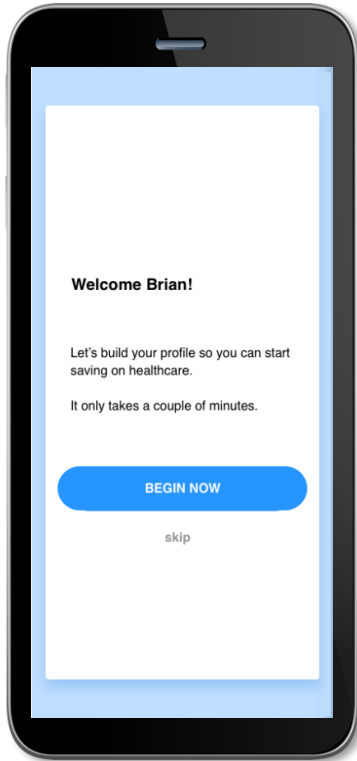 Welcome Brian!
Let's build your profile so you can start
saving on healthcare.
It only takes a couple of minutes.
BEGIN NOW
skip